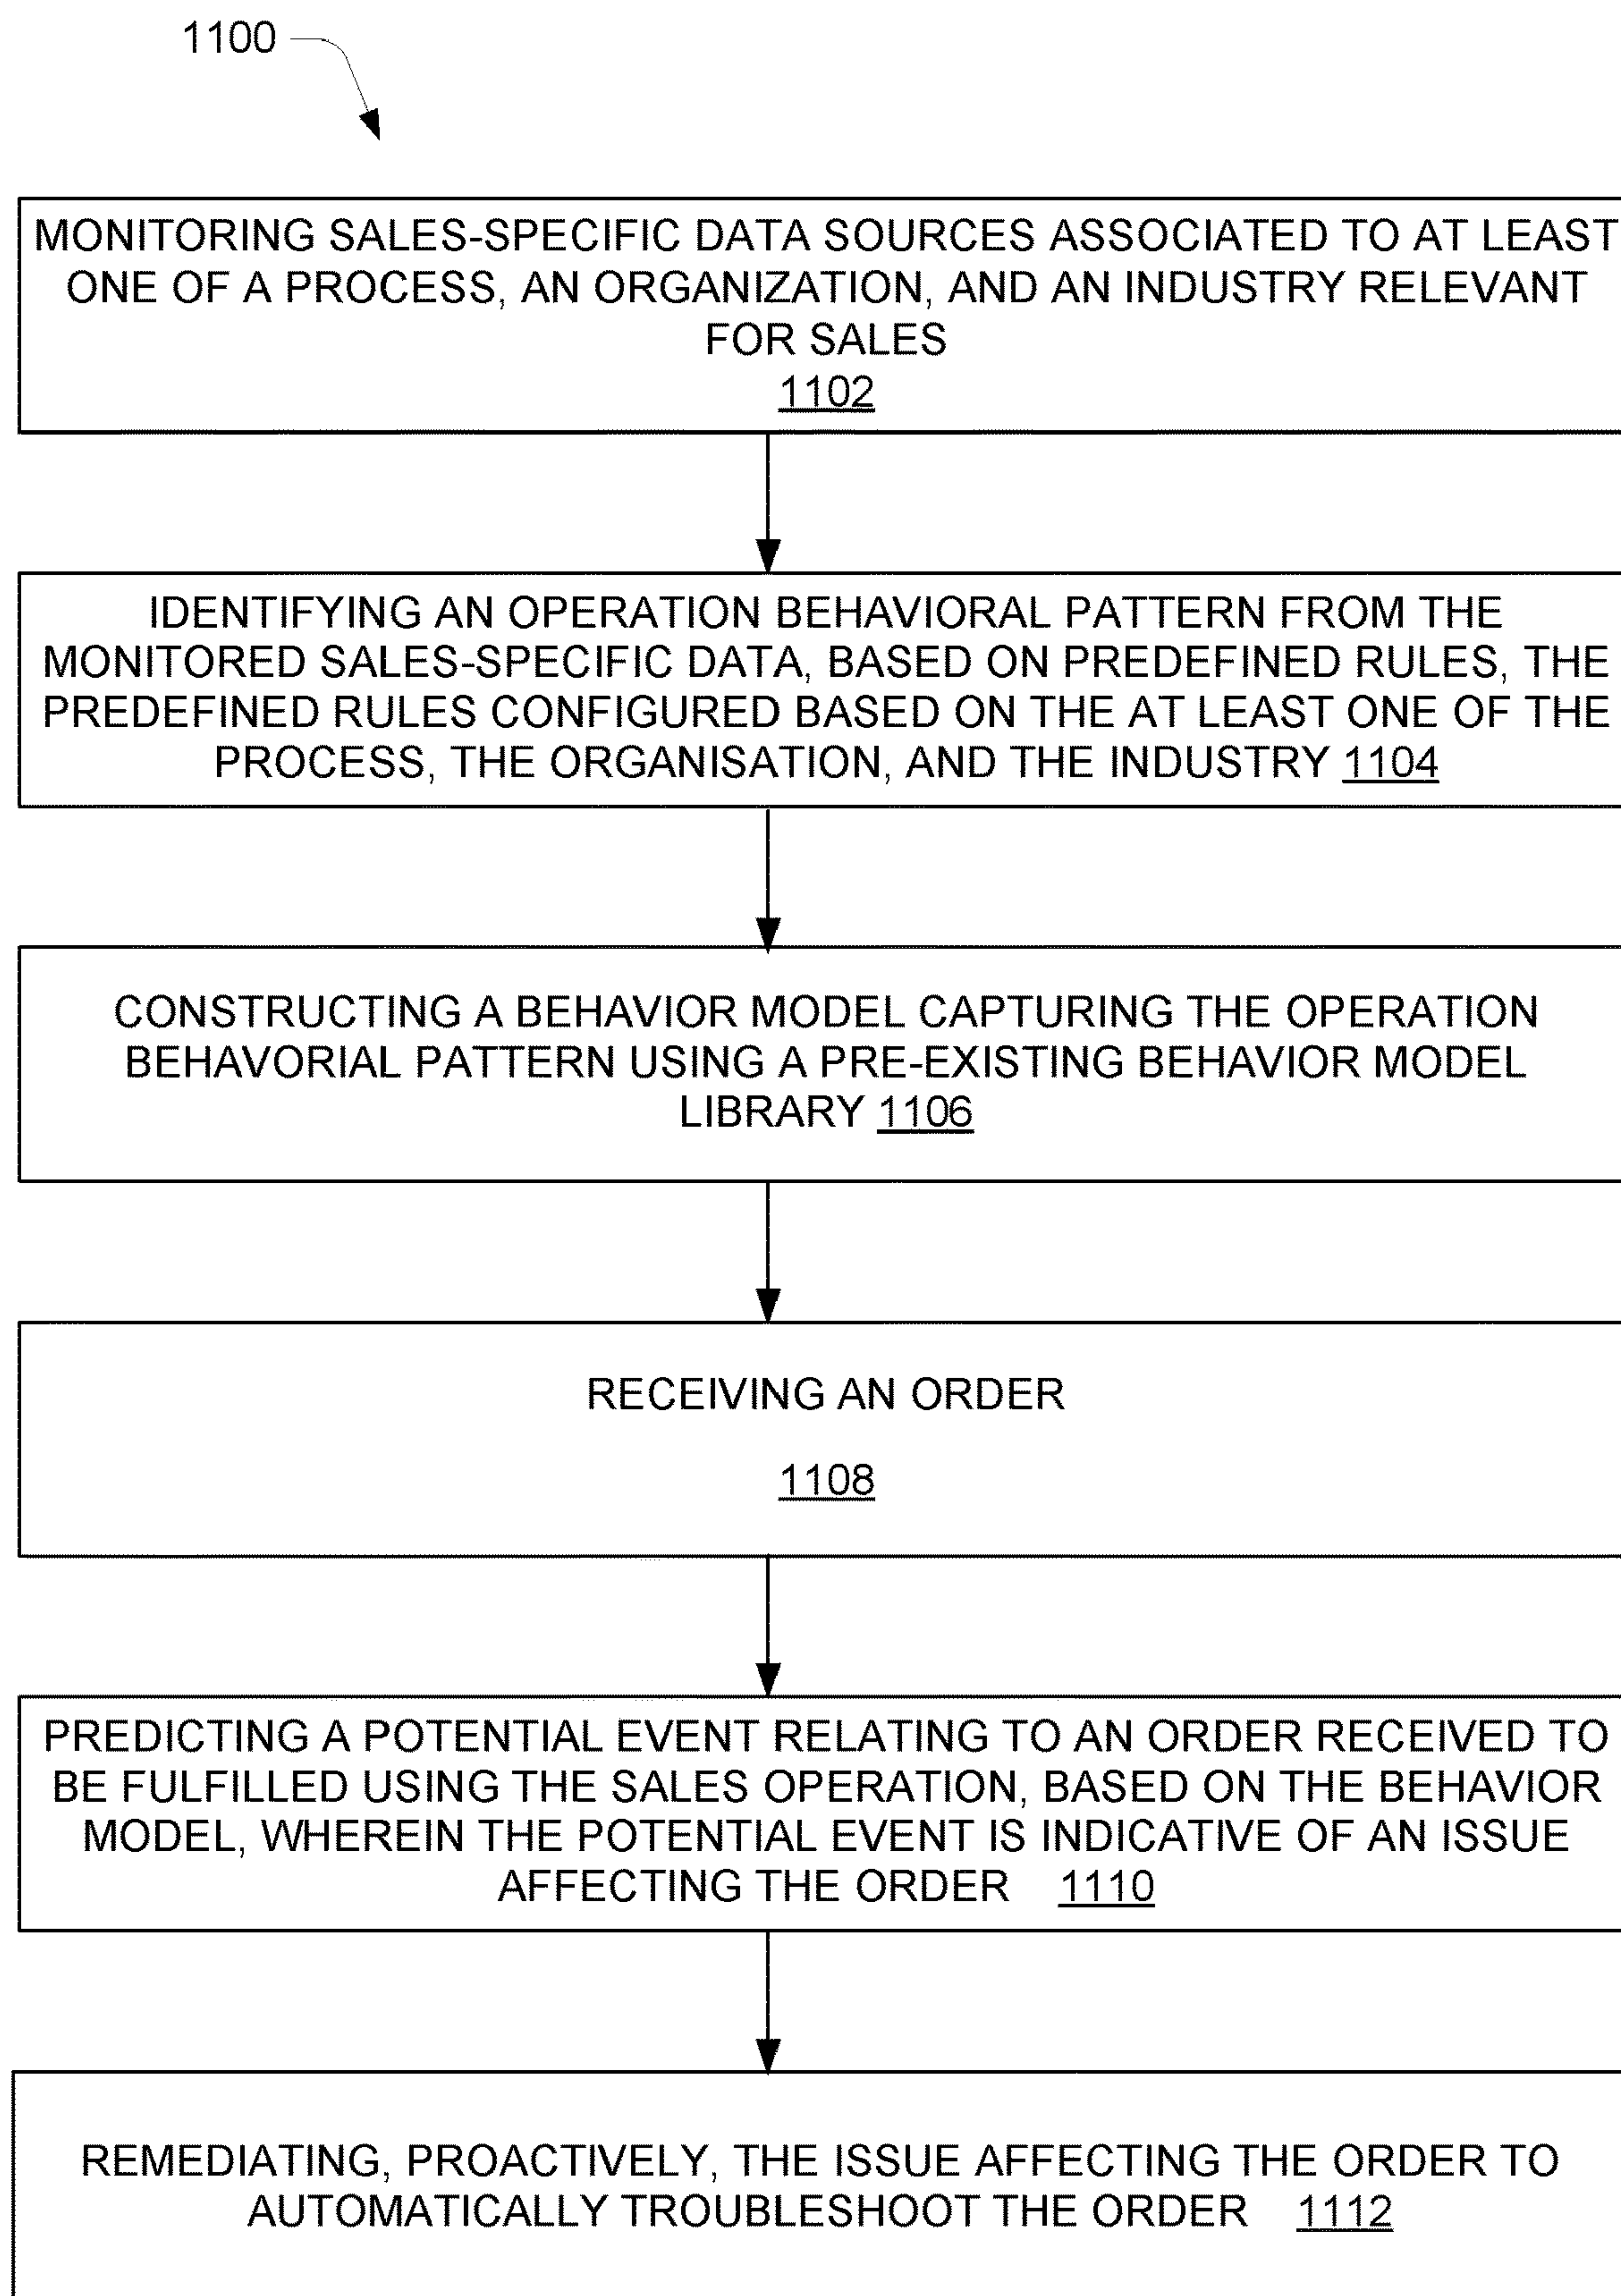 1100
MONITORING SALES-SPECIFIC DATA SOURCES ASSOCIATED TO AT LEAST
ONE OF A PROCESS, AN ORGANIZATION, AND AN INDUSTRY RELEVANT
FOR SALES
1102
IDENTIFYING AN OPERATION BEHAVIORAL PATTERN FROM THE
MONITORED SALES-SPECIFIC DATA, BASED ON PREDEFINED RULES, THE
PREDEFINED RULES CONFIGURED BASED ON THE AT LEAST ONE OF THE
PROCESS, THE ORGANISATION, AND THE INDUSTRY 1104
CONSTRUCTING A BEHAVIOR MODEL CAPTURING THE OPERATION
BEHAVORIAL PATTERN USING A PRE-EXISTING BEHAVIOR MODEL
LIBRARY 1106
RECEIVING AN ORDER
1108
PREDICTING A POTENTIAL EVENT RELATING TO AN ORDER RECEIVED TO
BE FULFILLED USING THE SALES OPERATION, BASED ON THE BEHAVIOR
MODEL, WHEREIN THE POTENTIAL EVENT IS INDICATIVE OF AN ISSUE
AFFECTING THE ORDER 1110
REMEDIATING, PROACTIVELY, THE ISSUE AFFECTING THE ORDER TO
AUTOMATICALLY TROUBLESHOOT THE ORDER 1112